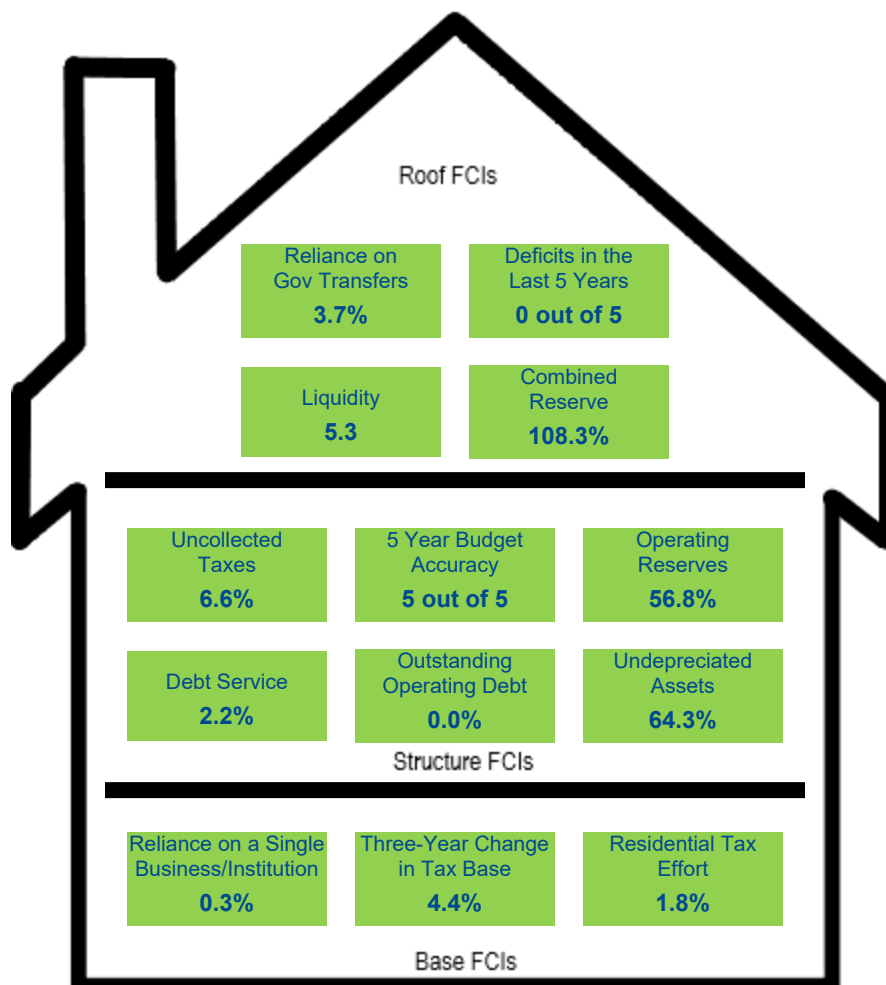 Roof FCIs
Reliance on
Gov Transfers
3.7%
Deficits in the
Last 5 Years
0 out of 5
Liquidity
5.3
Combined
Reserve
108.3%
Uncollected
Taxes
6.6%
5 Year Budget
Accuracy
5 out of 5
Operating
Reserves
56.8%
Debt Service
2.2%
Outstanding
Operating Debt
0.0%
Undepreciated
Assets
64.3%
Structure FCIs
Reliance on a Single
Business/Institution
0.3%
Three-Year Change
in Tax Base
4.4%
Residential Tax
Effort
1.8%
Base FCIs